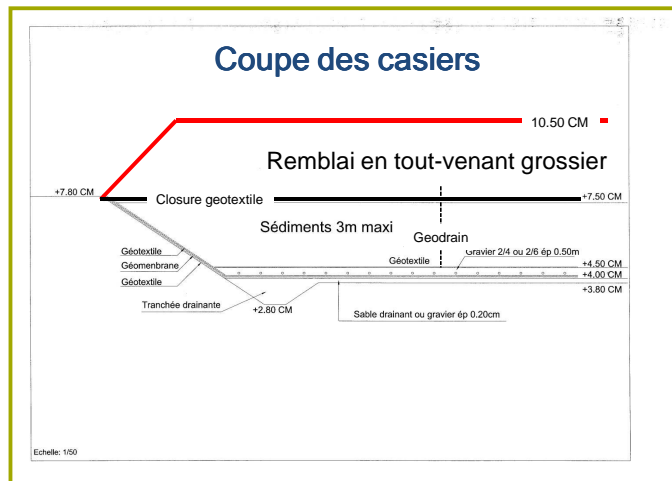 Coupe des casiers
10.50 CM
Remblai en tout-venant grossier
+7.80 CM
Closure geotextile
+7.50 CM
Sédiments 3m maxi
Geodrain
Géotextile
Géomenbrane
Géotextile
Géotextile
Gravier 2/4 ou 2/6 ép 0.50m
+4.50 CM
+4.00 CM
+3.80 CM
Tranchée drainante
+2.80 CM
Sable drainant ou gravier ép 0.20cm
Echelle: 1/50